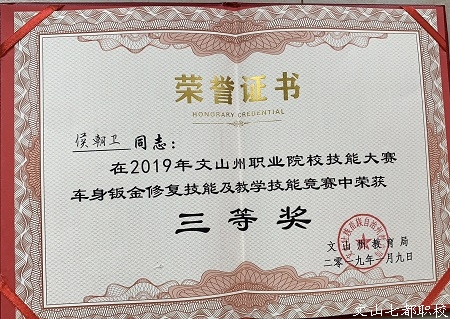 荣誉证书
HONORARY CREDENTIAL
侯朝卫 同志：
在2019年文山州职业院校技能大赛
车身钣金修复技能及教学技能竞赛中荣获
三等奖
文山州教育局
二〇一九年一月九日
文山七都职校